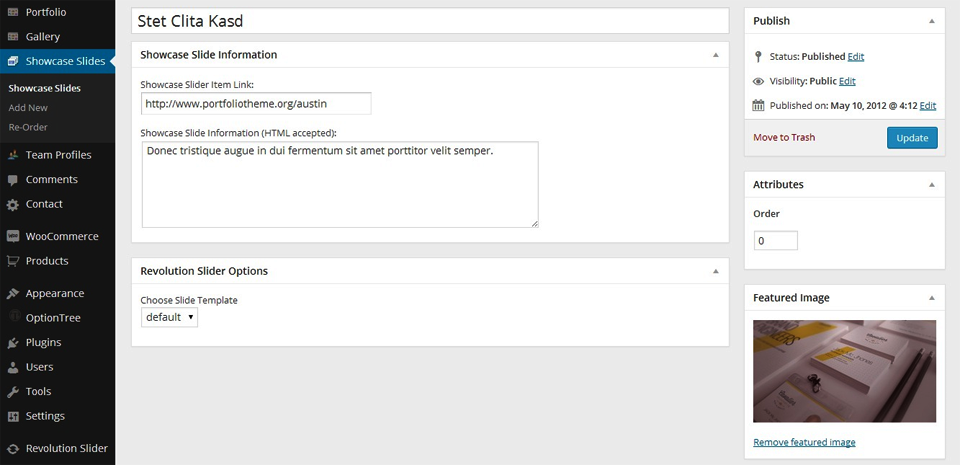 Portfolio
Gallery
Showcase Slides
Showcase Slides
Add New
Re-Order
Team Profiles
Comments
Contact
WooCommerce
Products
Appearance
OptionTree
Plugins
Users
Tools
Settings
Revolution Slider
Stet Clita Kasd
Showcase Slide Information
Showcase Slider Item Link:
http://www.portfoliotheme.org/austin
Showcase Slide Information (HTML accepted):
Donec tristique augue in dui fermentum sit amet porttitor velit semper.
Revolution Slider Options
Choose Slide Template
default
Publish
Status: Published Edit
Visibility: Public Edit
Published on: May 10, 2012 @ 4:12 Edit
Move to Trash
Update
Attributes
Order
0
Featured Image
Remove featured image